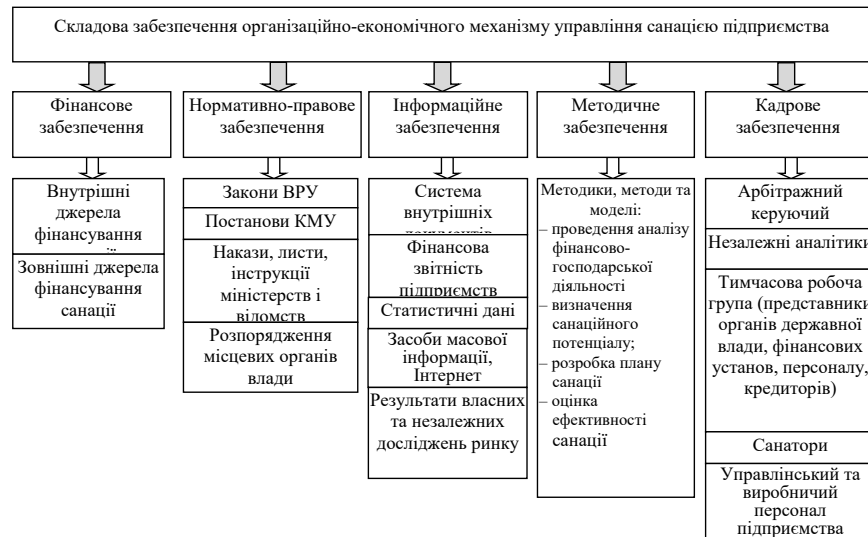 Складова забезпечення організаційно-економічного механізму управління санацією підприємства
Фінансове
забезпечення
Нормативно-правове
забезпечення
Інформаційне
забезпечення
Методичне
забезпечення
Кадрове
забезпечення
Внутрішні
джерела
фінансування
Зовнішні джерела
фінансування
санації
Закони ВРУ
Постанови КМУ
Накази, листи,
інструкції
міністерств і
відомств
Розпорядження
місцевих органів
влади
Система
внутрішніх
Фінансова
звітність
підприємств
Статистичні дані
Засоби масової
інформації,
Інтернет
Результати власних
та незалежних
досліджень ринку
Методики, методи та
моделі:
– проведення аналізу
фінансово-
господарської
діяльності
– визначення
санаційного
потенціалу;
– розробка плану
санації
– оцінка
ефективності
санації
Арбітражний
керуючий
Незалежні аналітики
Тимчасова робоча
група (представники
органів державної
влади, фінансових
установ, персоналу,
кредиторів)
Санатори
Управлінський та
виробничий
персонал
підприємства